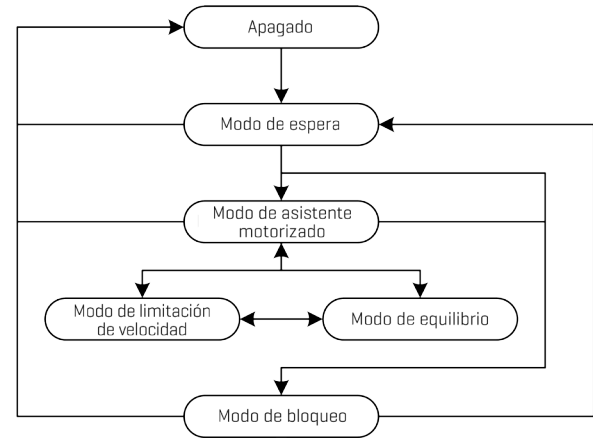 Apagado
Modo de espera
Modo de asistente
motorizado
Modo de limitación
de velocidad
Modo de equilibrio
Modo de bloqueo